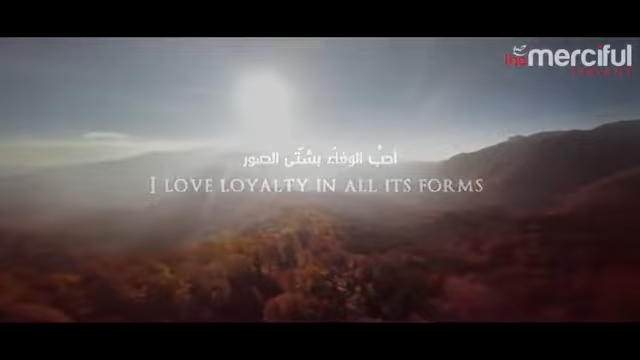 the merciful
SERVANT
أحبُّ الوفاءَ بشتّى الصور
I LOVE LOYALTY IN ALL ITS FORMS